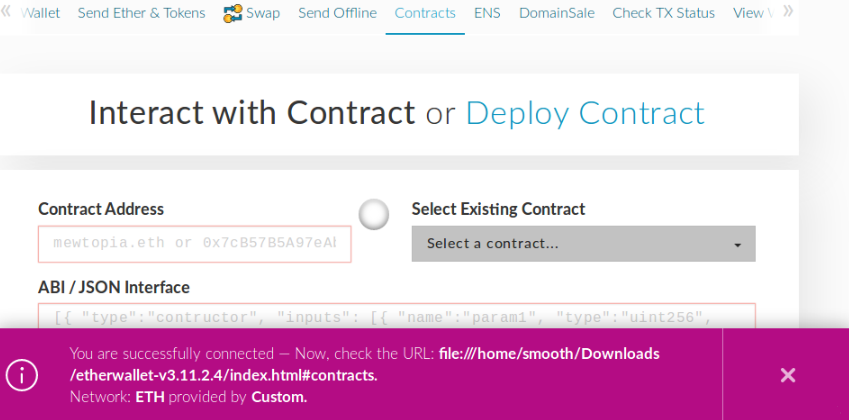 Wallet Send Ether & Tokens Swap Send Offline Contracts ENS DomainSale Check TX Status View
Interact with Contract or Deploy Contract
Contract Address
Select Existing Contract
mewtopia.eth or 0x7cB57B5A97eAb
Select a contract...
ABI / JSON Interface
[{ "type":"contructor", "inputs": [{ "name":"param1", "type":"uint256",
You are successfully connected — Now, check the URL: file:///home/smooth/Downloads
/etherwallet-v3.11.2.4/index.html#contracts.
Network: ETH provided by Custom.